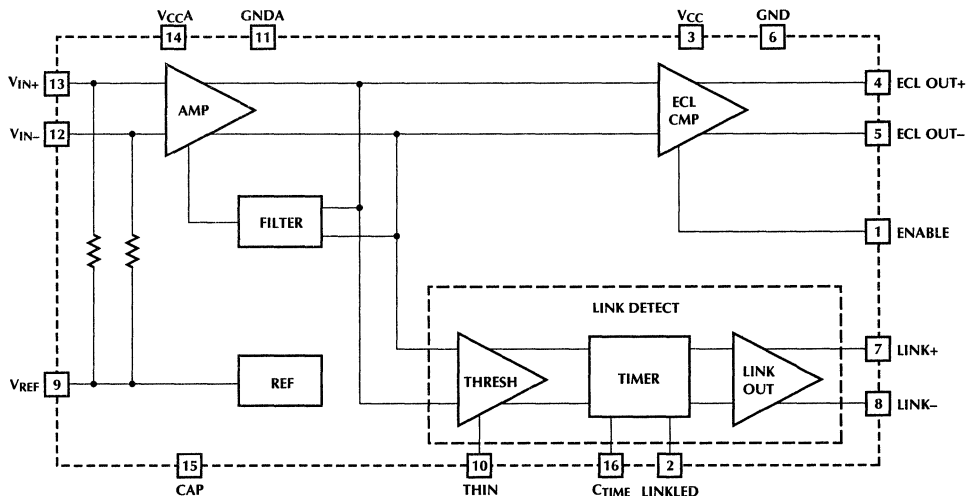 VCCA
GNDA
VCC
GND
14
11
3
6
VIN+
13
AMP
ECL
CMP
4
ECL OUT+
VIN–
12
5
ECL OUT–
FILTER
1
ENABLE
LINK DETECT
VREF
9
REF
THRESH
TIMER
LINK
OUT
7
LINK+
8
LINK–
15
10
16
2
CAP
THIN
CTIME
LINKLED